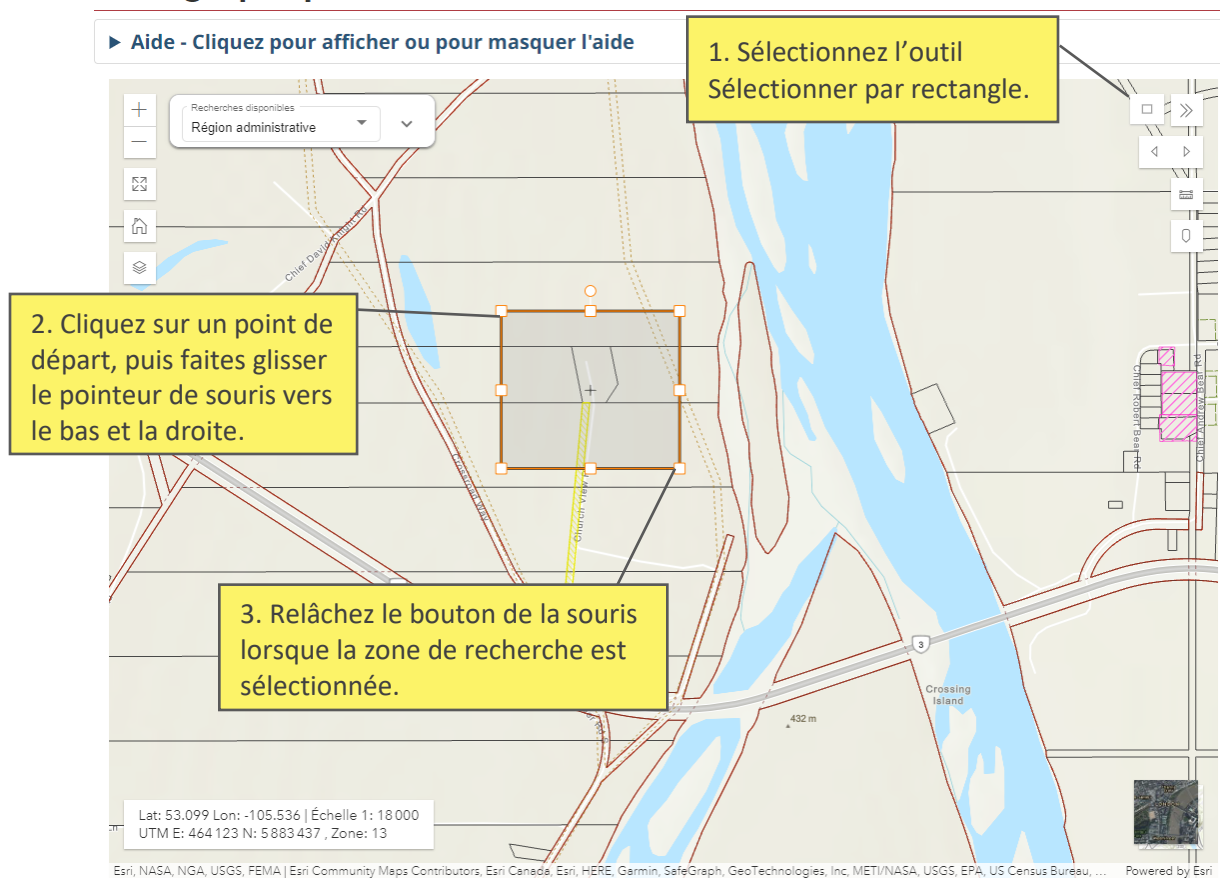 Aide - Cliquez pour afficher ou pour masquer l'aide
1. Sélectionnez l’outil
Sélectionner par rectangle.
Recherches disponibles
Région administrative
Chief David Knight Rd
2. Cliquez sur un point de
départ, puis faites glisser
le pointeur de souris vers
le bas et la droite.
Chief Robert Bear Rd
Chief Andrew Bear Rd
Crossroad Way
Church View
3. Relâchez le bouton de la souris
lorsque la zone de recherche est
sélectionnée.
3
Crossing
Island
432 m
Lat: 53.099 Lon: -105.536 | Échelle 1: 18 000
UTM E: 464 123 N: 5 883 437 , Zone: 13
Esri, NASA, NGA, USGS, FEMA | Esri Community Maps Contributors, Esri Canada, Esri, HERE, Garmin, SafeGraph, GeoTechnologies, Inc, METI/NASA, USGS, EPA, US Census Bureau, ... Powered by Esri